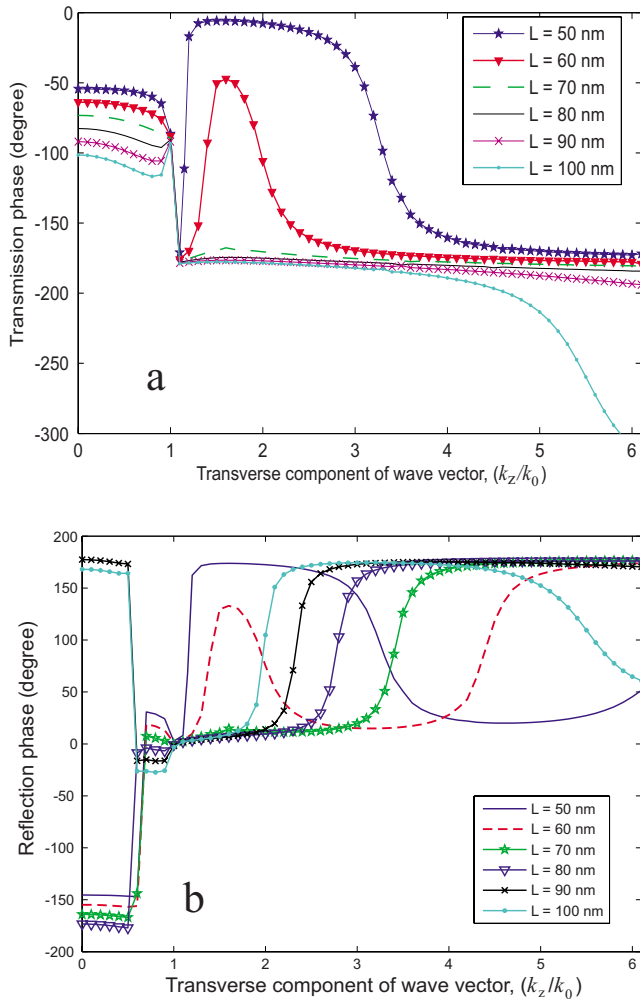 0
-50
-100
-150
-200
-250
-300
Transmission phase (degree)
L = 50 nm
L = 60 nm
L = 70 nm
L = 80 nm
L = 90 nm
L = 100 nm
a
0 1 2 3 4 5 6
Transverse component of wave vector, (kz/k0)
200
150
100
50
0
-50
-100
-150
-200
Reflection phase (degree)
L = 50 nm
L = 60 nm
L = 70 nm
L = 80 nm
L = 90 nm
L = 100 nm
b
0 1 2 3 4 5 6
Transverse component of wave vector, (kz/k0)